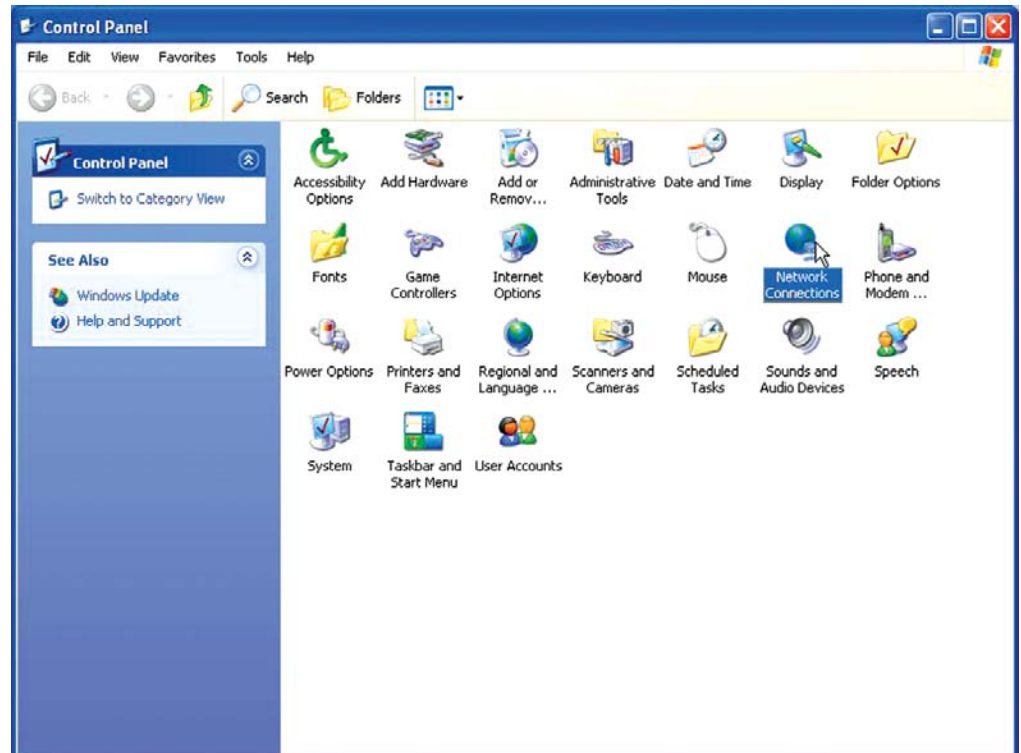 Control Panel
File Edit View Favorites Tools Help
Back Search Folders
Control Panel
Switch to Category View
See Also
Windows Update
Help and Support
Accessibility Options
Add Hardware
Add or Remov...
Administrative Tools
Date and Time
Display
Folder Options
Fonts
Game Controllers
Internet Options
Keyboard
Mouse
Network Connections
Phone and Modem ...
Power Options
Printers and Faxes
Regional and Language ...
Scanners and Cameras
Scheduled Tasks
Sounds and Audio Devices
Speech
System
Taskbar and Start Menu
User Accounts